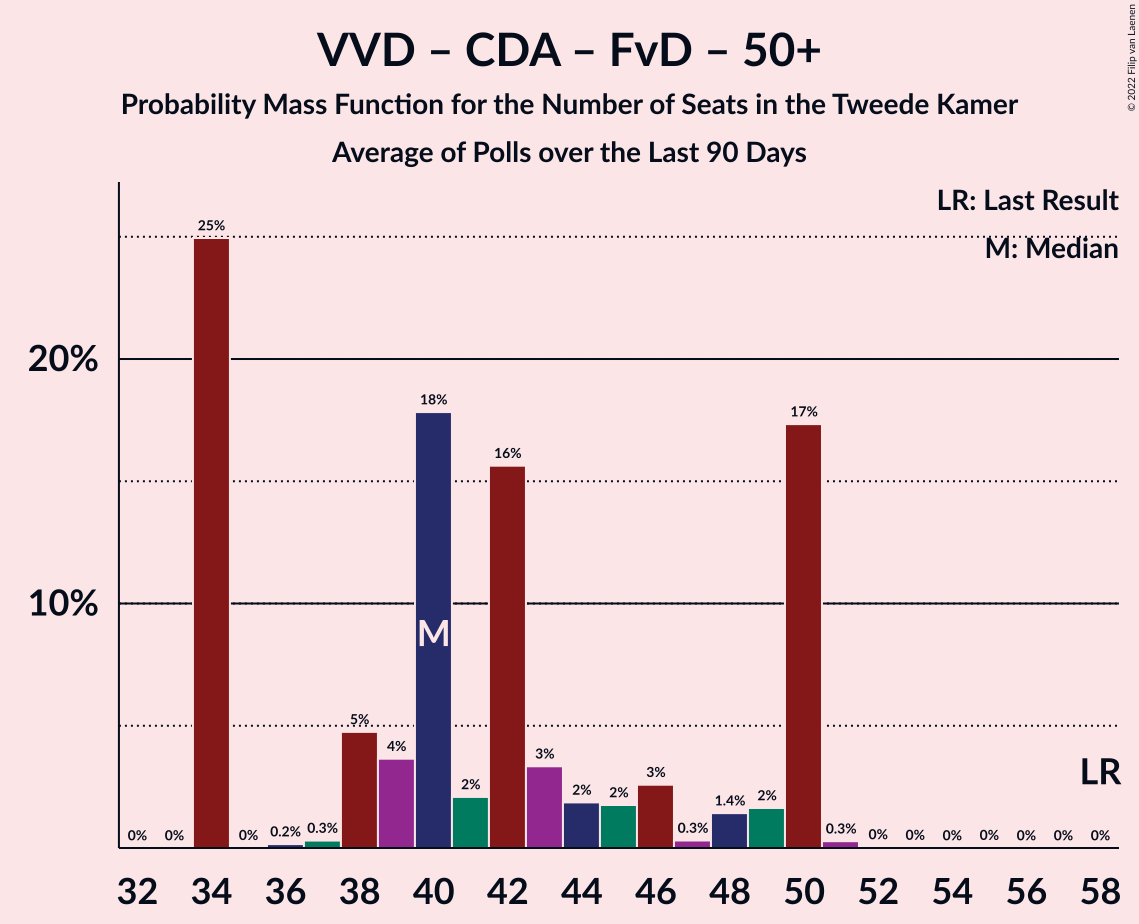 VVD – CDA – FvD – 50+
Probability Mass Function for the Number of Seats in the Tweede Kamer
Average of Polls over the Last 90 Days
© 2022 Filip van Laenen
LR: Last Result
M: Median
20%
10%
0% 0% 25% 0% 0.2% 0.3% 5% 4% 18% 2% 16% 3% 2% 2% 3% 0.3% 1.4% 2% 17% 0.3% 0% 0% 0% 0% 0% 0% 0%
M
LR
32 34 36 38 40 42 44 46 48 50 52 54 56 58